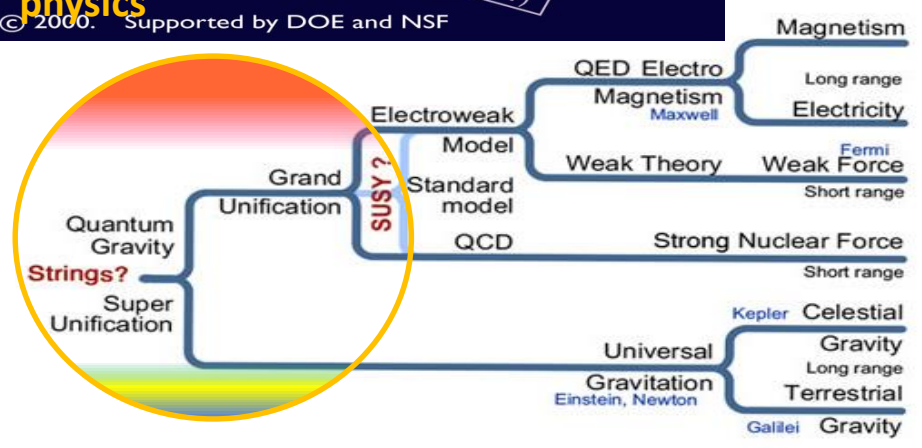 physics
© 2000. Supported by DOE and NSF
Magnetism
Long range
Electricity
QED Electro
Magnetism
Maxwell
Electroweak
Model
Fermi
Weak Theory
Weak Force
Short range
Grand
Unification
SUSY ?
Standard
model
QCD
Strong Nuclear Force
Short range
Quantum
Gravity
Strings?
Super
Unification
Kepler
Celestial
Gravity
Long range
Universal
Gravitation
Einstein, Newton
Terrestrial
Galilei
Gravity